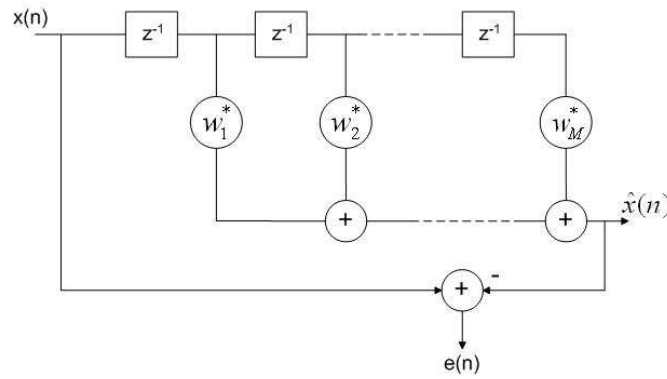 x(n)
z⁻¹
z⁻¹
z⁻¹
w₁*
w₂*
w_M*
+
+
x̂(n)
+
-
e(n)